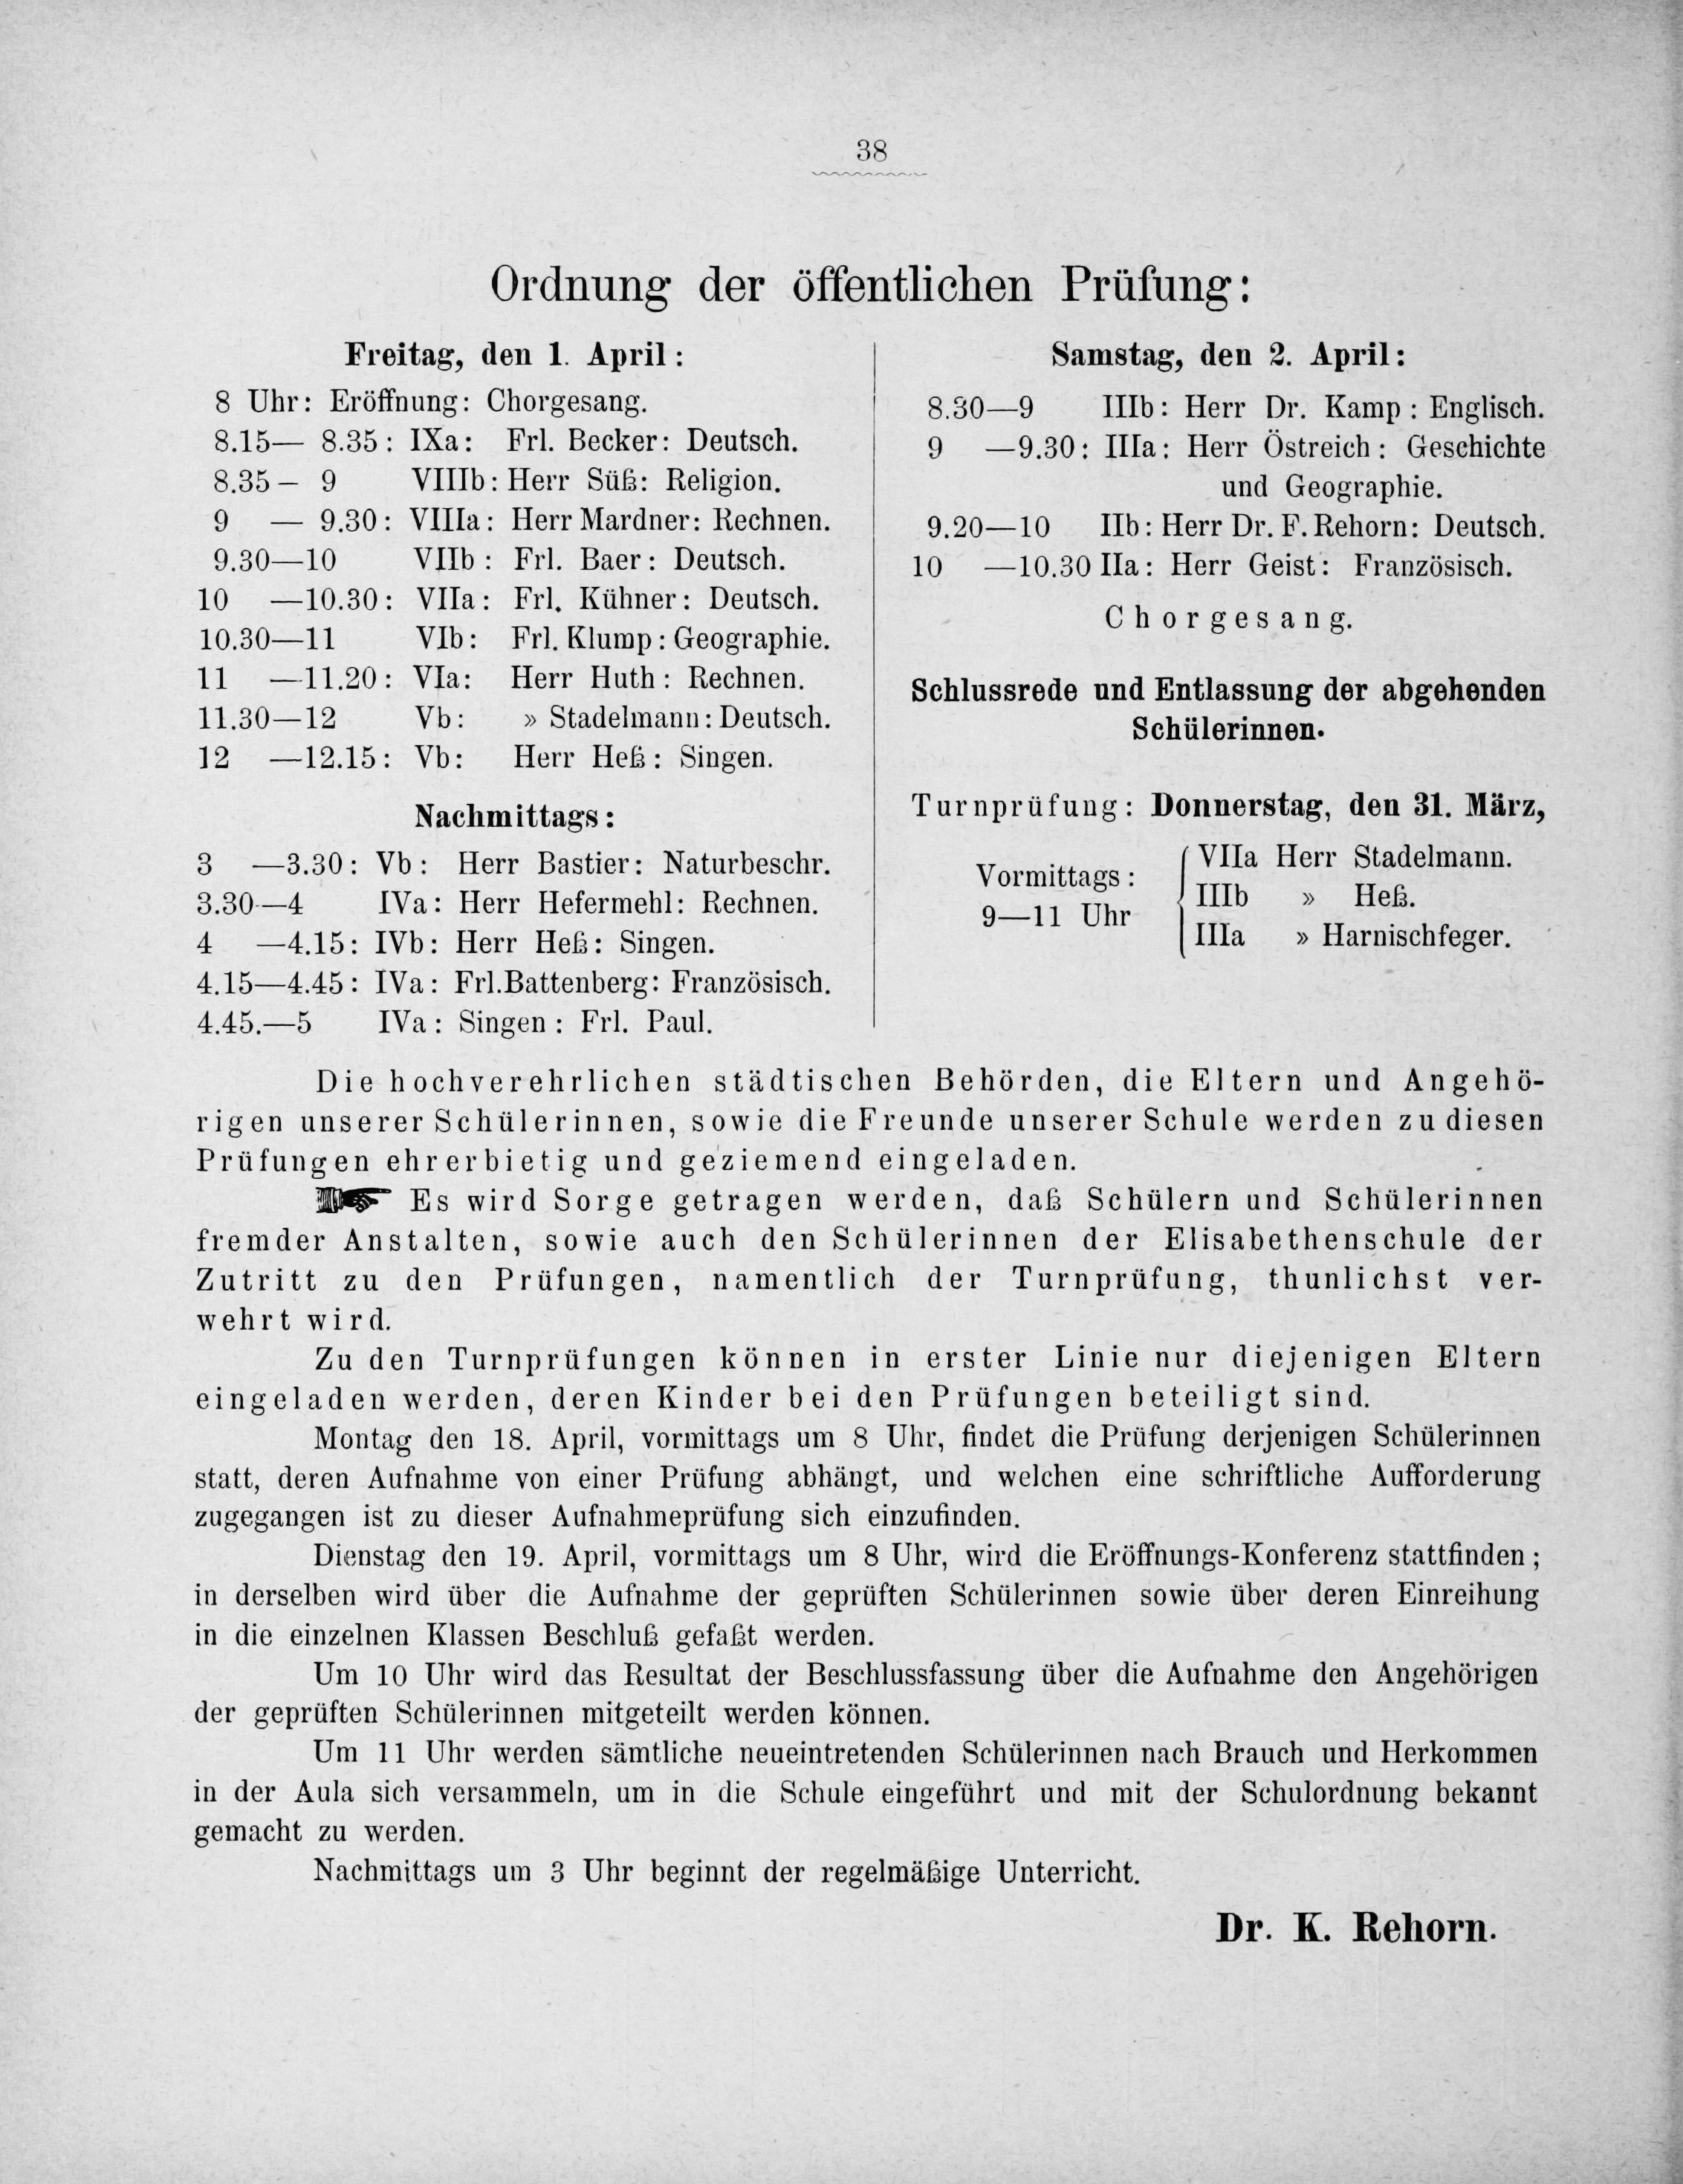 38
Ordnung der öffentlichen Prüfung:
Freitag, den 1. April:
8 Uhr: Eröffnung: Chorgesang.
8.15— 8.35: IXa: Frl. Becker: Deutsch.
8.35— 9 VIIIb: Herr Süß: Religion.
9 — 9.30: VIIIa: Herr Mardner: Rechnen.
9.30—10 VIIb: Frl. Baer: Deutsch.
10 —10.30: VIIa: Frl. Kühner: Deutsch.
10.30—11 VIb: Frl. Klump: Geographie.
11 —11.20: VIa: Herr Huth: Rechnen.
11.30—12 Vb: » Stadelmann: Deutsch.
12 —12.15: Vb: Herr Heß: Singen.
Nachmittags:
3 —3.30: Vb: Herr Bastier: Naturbeschr.
3.30—4 IVa: Herr Hefermehl: Rechnen.
4 —4.15: IVb: Herr Heß: Singen.
4.15—4.45: IVa: Frl. Battenberg: Französisch.
4.45.—5 IVa: Singen: Frl. Paul.
Samstag, den 2. April:
8.30—9 IIIb: Herr Dr. Kamp: Englisch.
9 —9.30: IIIa: Herr Östreich: Geschichte
und Geographie.
9.20—10 IIb: Herr Dr. F. Rehorn: Deutsch.
10 —10.30 IIa: Herr Geist: Französisch.
Chorgesang.
Schlussrede und Entlassung der abgehenden
Schülerinnen.
Turnprüfung: Donnerstag, den 31. März,
Vormittags:
9—11 Uhr
VIIa Herr Stadelmann.
IIIb » Heß.
IIIa » Harnischfeger.
Die hochverehrlichen städtischen Behörden, die Eltern und Angehö-
rigen unserer Schülerinnen, sowie die Freunde unserer Schule werden zu diesen
Prüfungen ehrerbietig und geziemend eingeladen.
☛ Es wird Sorge getragen werden, daß Schülern und Schülerinnen
fremder Anstalten, sowie auch den Schülerinnen der Elisabethenschule der
Zutritt zu den Prüfungen, namentlich der Turnprüfung, thunlichst ver-
wehrt wird.
Zu den Turnprüfungen können in erster Linie nur diejenigen Eltern
eingeladen werden, deren Kinder bei den Prüfungen beteiligt sind.
Montag den 18. April, vormittags um 8 Uhr, findet die Prüfung derjenigen Schülerinnen
statt, deren Aufnahme von einer Prüfung abhängt, und welchen eine schriftliche Aufforderung
zugegangen ist zu dieser Aufnahmeprüfung sich einzufinden.
Dienstag den 19. April, vormittags um 8 Uhr, wird die Eröffnungs-Konferenz stattfinden;
in derselben wird über die Aufnahme der geprüften Schülerinnen sowie über deren Einreihung
in die einzelnen Klassen Beschluß gefaßt werden.
Um 10 Uhr wird das Resultat der Beschlussfassung über die Aufnahme den Angehörigen
der geprüften Schülerinnen mitgeteilt werden können.
Um 11 Uhr werden sämtliche neueintretenden Schülerinnen nach Brauch und Herkommen
in der Aula sich versammeln, um in die Schule eingeführt und mit der Schulordnung bekannt
gemacht zu werden.
Nachmittags um 3 Uhr beginnt der regelmäßige Unterricht.
Dr. K. Rehorn.